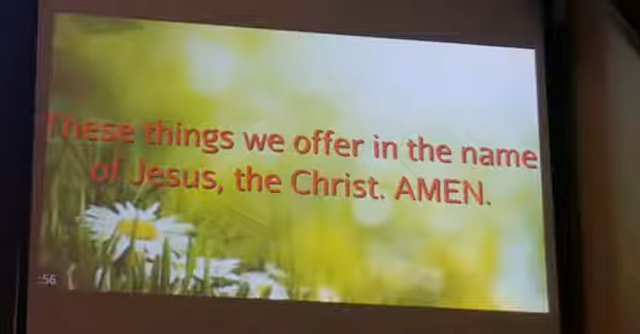 These things we offer in the name
of Jesus, the Christ. AMEN.
:56